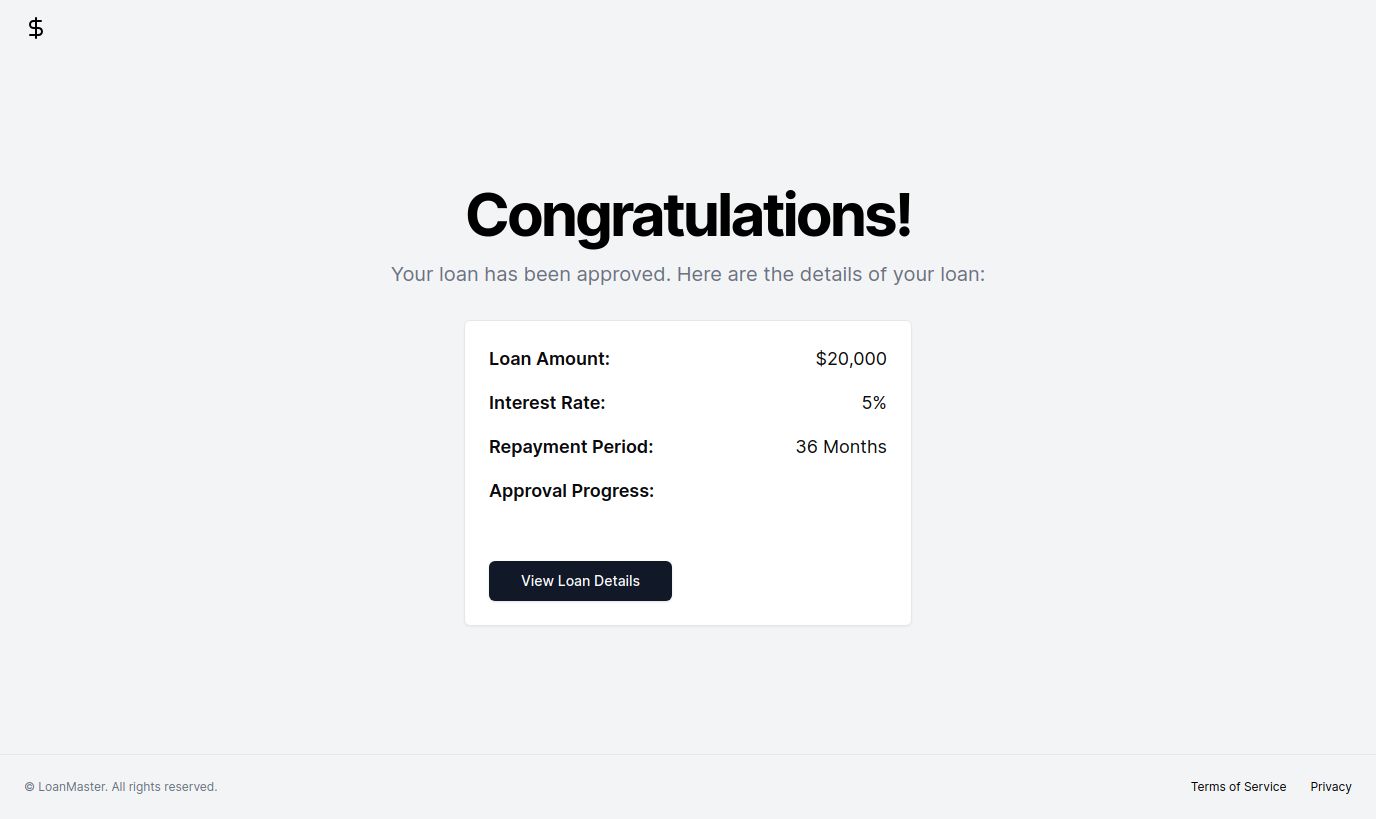 $
Congratulations!
Your loan has been approved. Here are the details of your loan:
Loan Amount: $20,000
Interest Rate: 5%
Repayment Period: 36 Months
Approval Progress:
View Loan Details
© LoanMaster. All rights reserved. Terms of Service Privacy